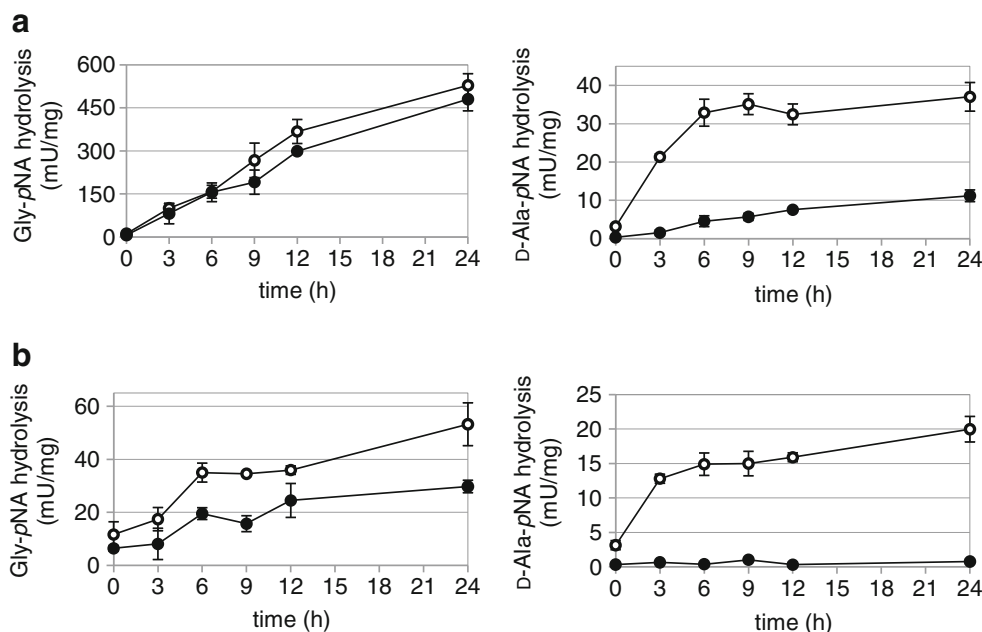 a
Gly-pNA hydrolysis
(mU/mg)
600
450
300
150
0
0 3 6 9 12 15 18 21 24
time (h)
D-Ala-pNA hydrolysis
(mU/mg)
40
30
20
10
0
0 3 6 9 12 15 18 21 24
time (h)
b
Gly-pNA hydrolysis
(mU/mg)
60
40
20
0
0 3 6 9 12 15 18 21 24
time (h)
D-Ala-pNA hydrolysis
(mU/mg)
25
20
15
10
5
0
0 3 6 9 12 15 18 21 24
time (h)